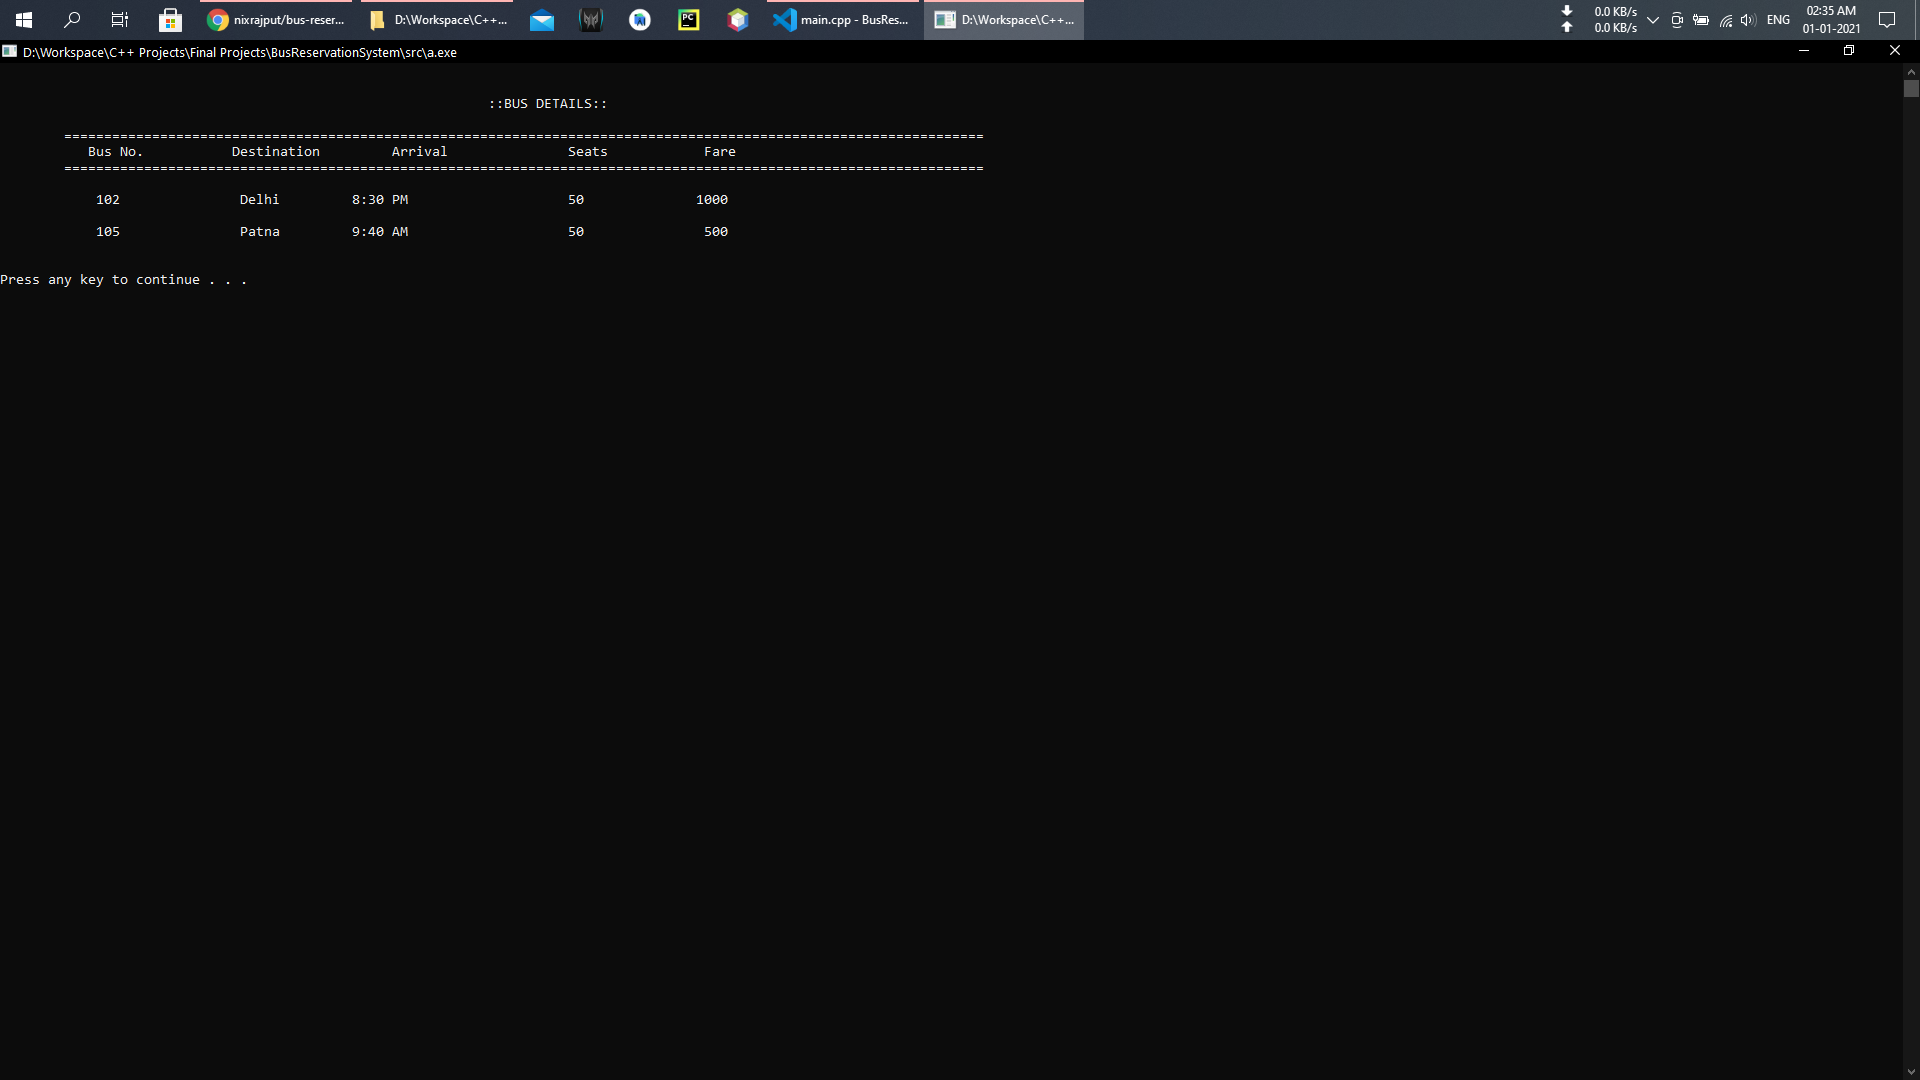 nixrajput/bus-reser... D:\Workspace\C++... main.cpp - BusRes... D:\Workspace\C++... 0.0 KB/s ENG 02:35 AM
0.0 KB/s 01-01-2021
D:\Workspace\C++ Projects\Final Projects\BusReservationSystem\src\a.exe
::BUS DETAILS::
===================================================================================================================
Bus No. Destination Arrival Seats Fare
===================================================================================================================
102 Delhi 8:30 PM 50 1000
105 Patna 9:40 AM 50 500
Press any key to continue . . .